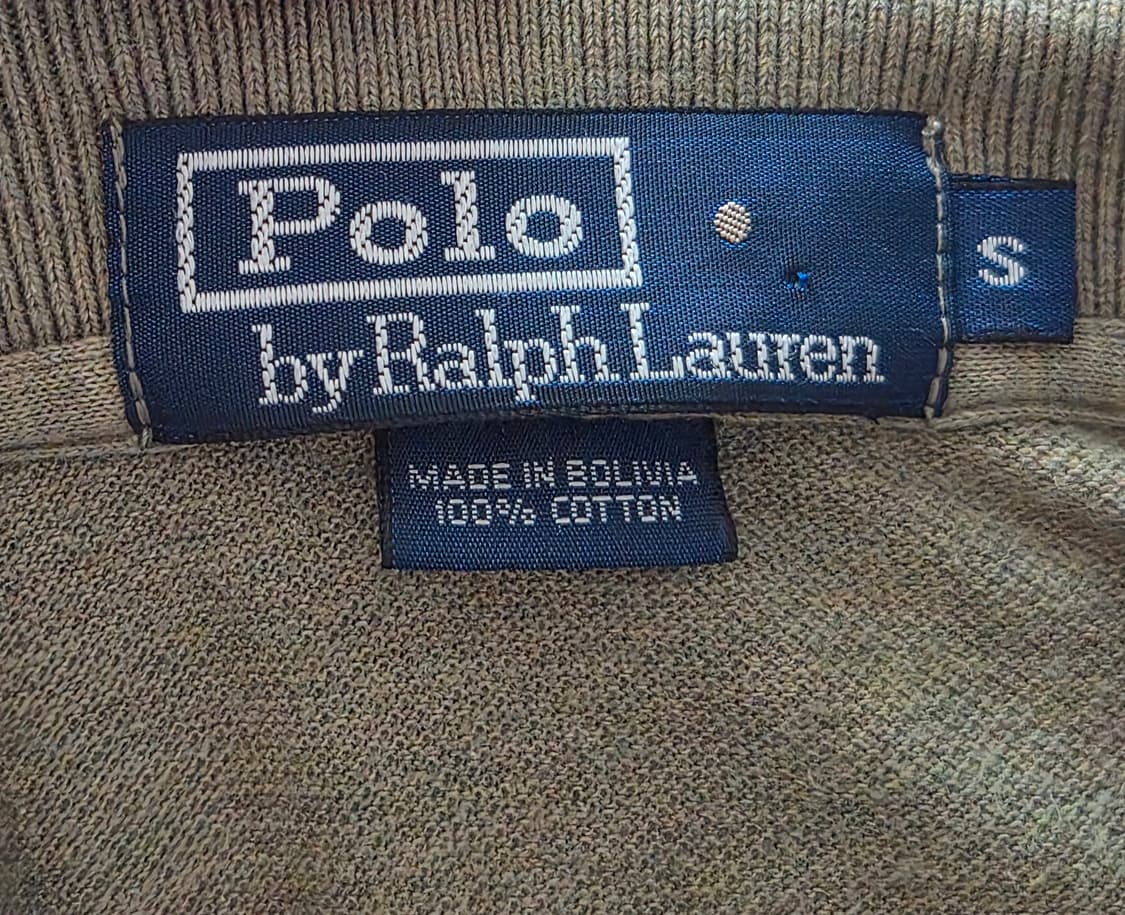 Polo
by Ralph Lauren
S
MADE IN BOLIVIA
100% COTTON